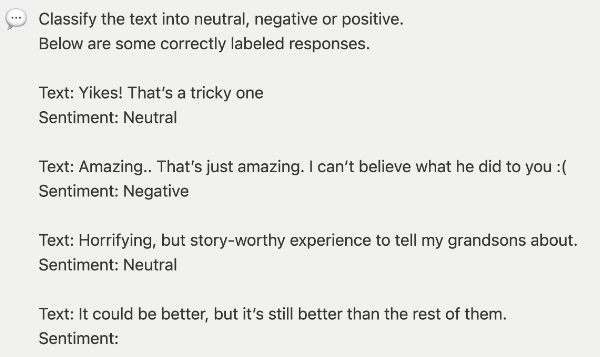 Classify the text into neutral, negative or positive.
Below are some correctly labeled responses.
Text: Yikes! That's a tricky one
Sentiment: Neutral
Text: Amazing.. That's just amazing. I can't believe what he did to you :(
Sentiment: Negative
Text: Horrifying, but story-worthy experience to tell my grandsons about.
Sentiment: Neutral
Text: It could be better, but it's still better than the rest of them.
Sentiment: